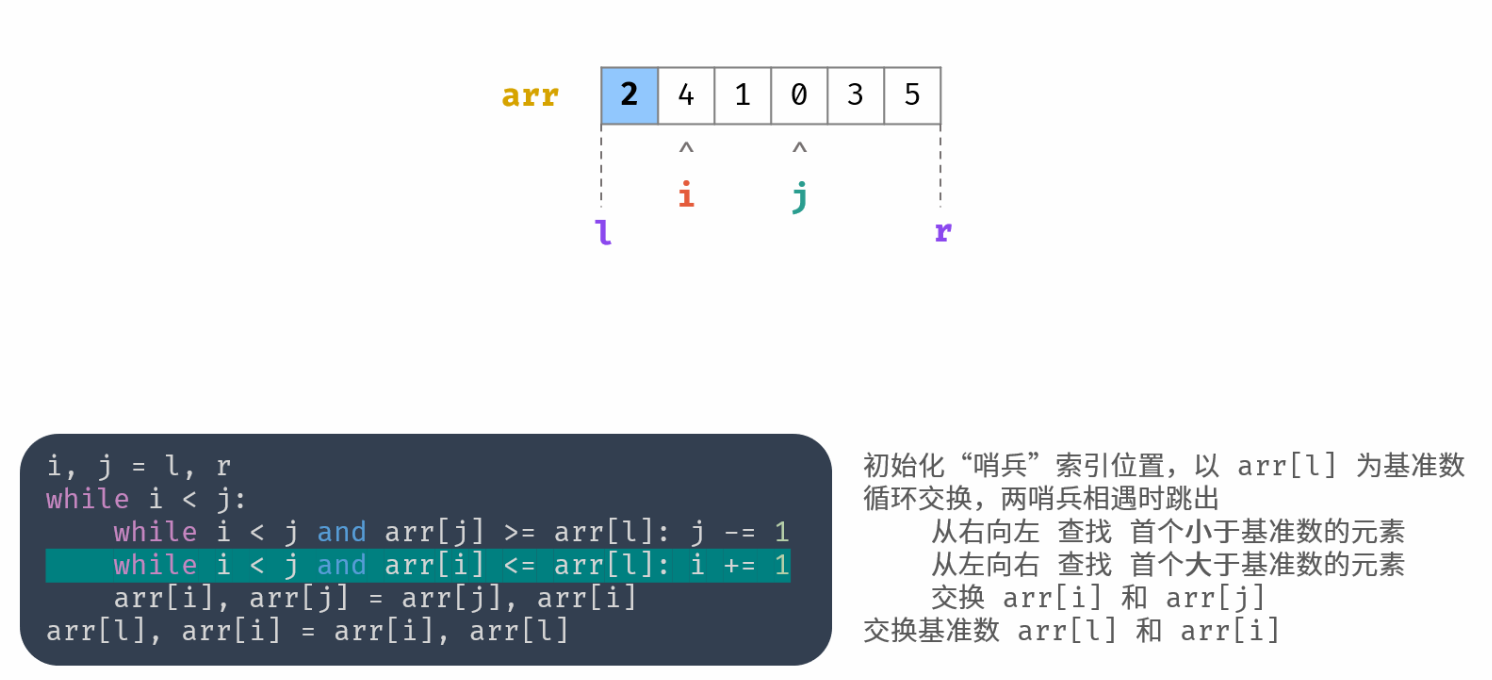 arr 2 4 1 0 3 5
^ ^
i j
l r
i, j = l, r
while i < j:
    while i < j and arr[j] >= arr[l]: j -= 1
    while i < j and arr[i] <= arr[l]: i += 1
    arr[i], arr[j] = arr[j], arr[i]
arr[l], arr[i] = arr[i], arr[l]
初始化“哨兵”索引位置，以 arr[l] 为基准数
循环交换，两哨兵相遇时跳出
    从右向左 查找 首个小于基准数的元素
    从左向右 查找 首个大于基准数的元素
    交换 arr[i] 和 arr[j]
交换基准数 arr[l] 和 arr[i]